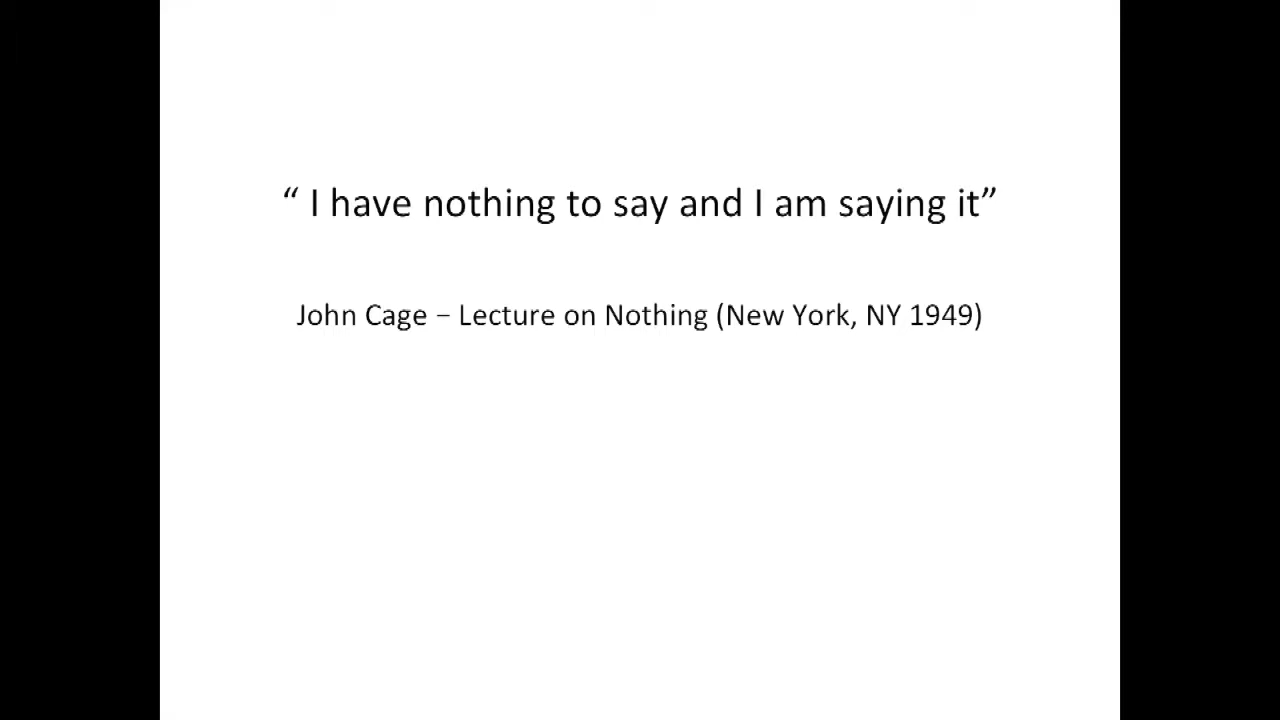 “ I have nothing to say and I am saying it”
John Cage – Lecture on Nothing (New York, NY 1949)